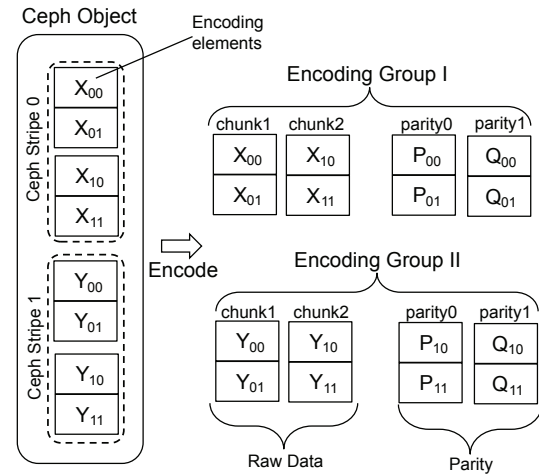 Ceph Object
Encoding
elements
Ceph Stripe 0
X00
X01
X10
X11
Ceph Stripe 1
Y00
Y01
Y10
Y11
Encode
Encoding Group I
chunk1 chunk2 parity0 parity1
X00 X10 P00 Q00
X01 X11 P01 Q01
Encoding Group II
chunk1 chunk2 parity0 parity1
Y00 Y10 P10 Q10
Y01 Y11 P11 Q11
Raw Data Parity